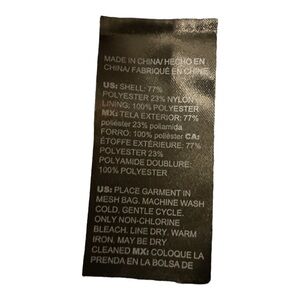 MADE IN CHINA/ HECHO EN
CHINA/ FABRIQUÉ EN CHINE
US: SHELL: 77%
POLYESTER 23% NYLON
LINING: 100% POLYESTER
MX: TELA EXTERIOR: 77%
poliéster 23% poliamida
FORRO: 100% poliéster CA:
ÉTOFFE EXTÉRIEURE: 77%
POLYESTER 23%
POLYAMIDE DOUBLURE:
100% POLYESTER
US: PLACE GARMENT IN
MESH BAG. MACHINE WASH
COLD, GENTLE CYCLE.
ONLY NON-CHLORINE
BLEACH. LINE DRY. WARM
IRON. MAY BE DRY
CLEANED MX: COLOQUE LA
PRENDA EN LA BOLSA DE